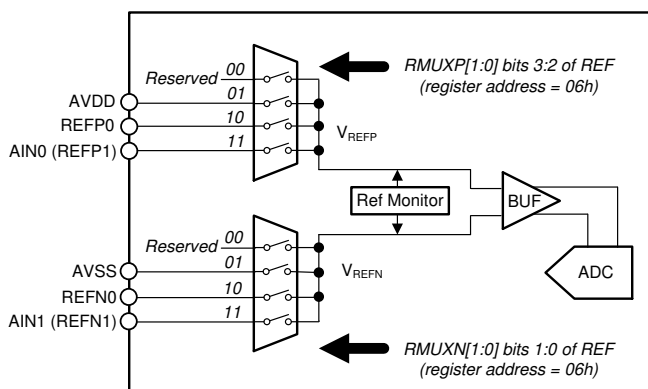 RMUXP[1:0] bits 3:2 of REF
(register address = 06h)
Reserved 00
AVDD 01
REFP0 10
AIN0 (REFP1) 11
VREFP
Ref Monitor
BUF
ADC
Reserved 00
AVSS 01
REFN0 10
AIN1 (REFN1) 11
VREFN
RMUXN[1:0] bits 1:0 of REF
(register address = 06h)